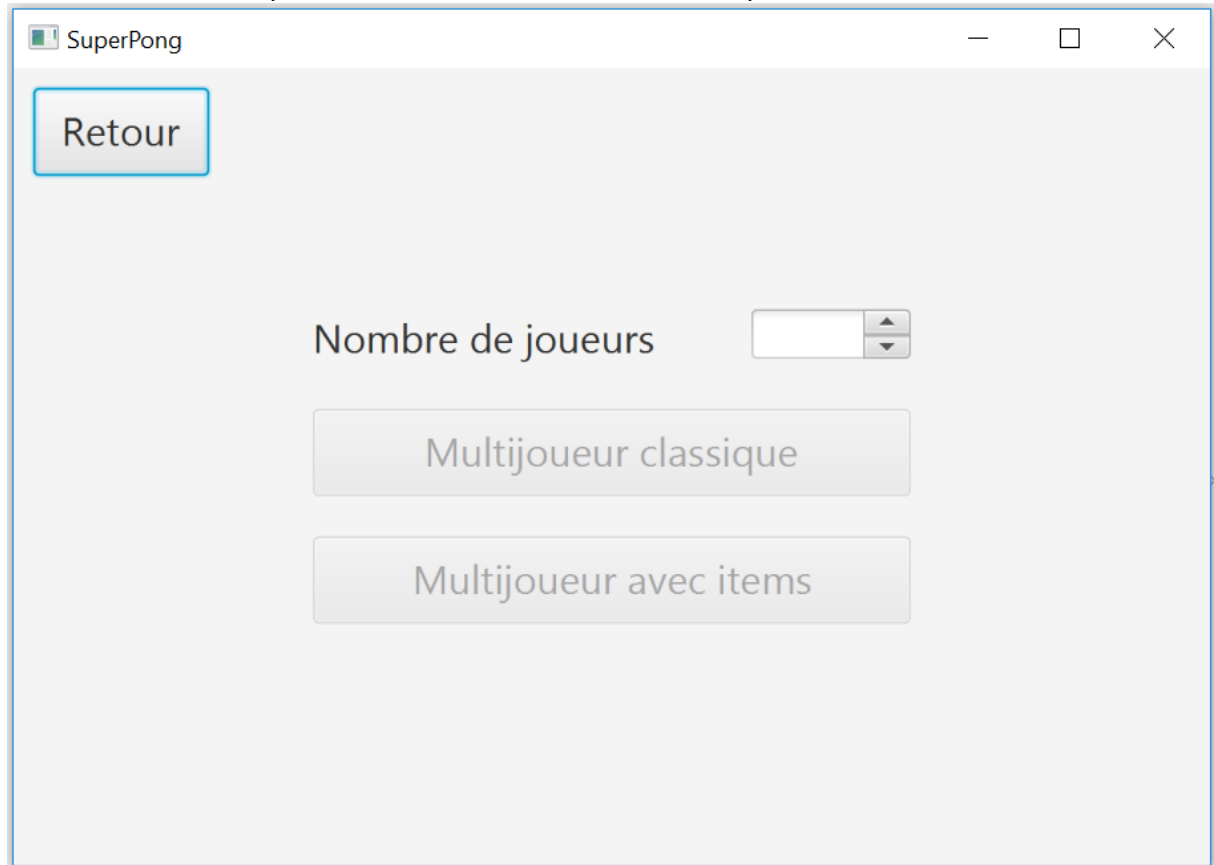 SuperPong
Retour
Nombre de joueurs
Multijoueur classique
Multijoueur avec items